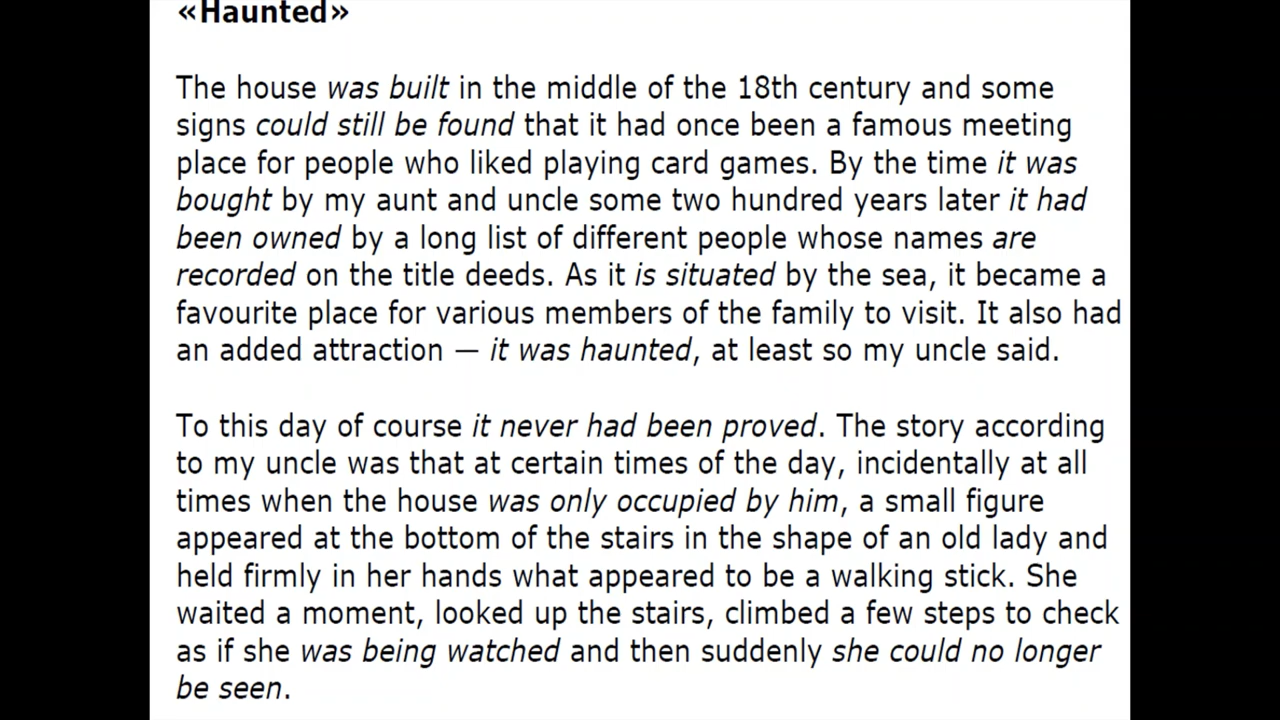 «Haunted»
The house was built in the middle of the 18th century and some
signs could still be found that it had once been a famous meeting
place for people who liked playing card games. By the time it was
bought by my aunt and uncle some two hundred years later it had
been owned by a long list of different people whose names are
recorded on the title deeds. As it is situated by the sea, it became a
favourite place for various members of the family to visit. It also had
an added attraction — it was haunted, at least so my uncle said.
To this day of course it never had been proved. The story according
to my uncle was that at certain times of the day, incidentally at all
times when the house was only occupied by him, a small figure
appeared at the bottom of the stairs in the shape of an old lady and
held firmly in her hands what appeared to be a walking stick. She
waited a moment, looked up the stairs, climbed a few steps to check
as if she was being watched and then suddenly she could no longer
be seen.